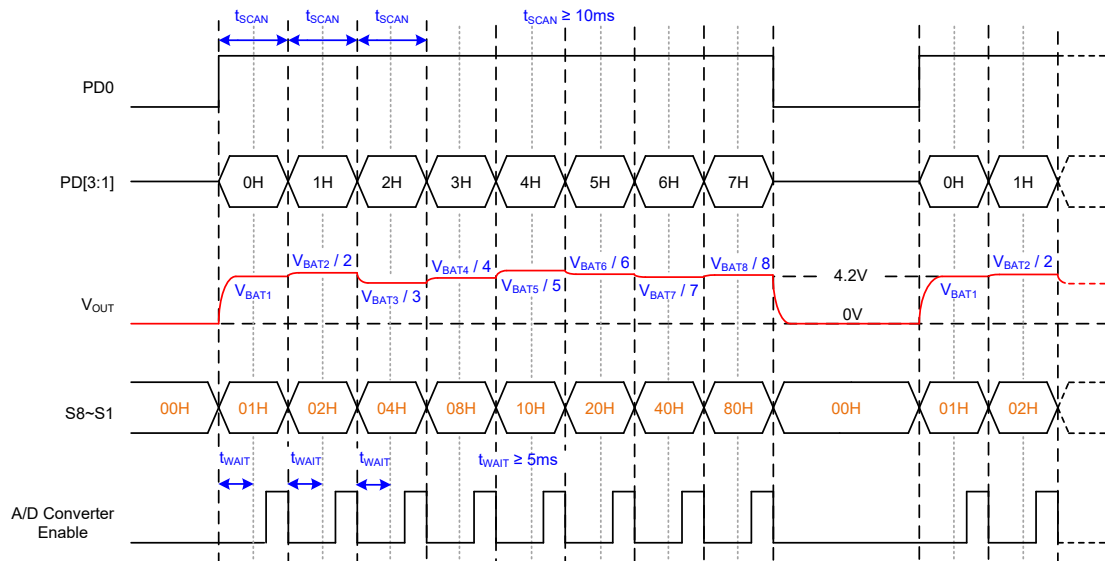 tSCAN tSCAN tSCAN tSCAN ≥ 10ms
PD0
PD[3:1] 0H 1H 2H 3H 4H 5H 6H 7H 0H 1H
VBAT2 / 2 VBAT4 / 4 VBAT6 / 6 VBAT8 / 8 4.2V VBAT2 / 2
VBAT1 VBAT3 / 3 VBAT5 / 5 VBAT7 / 7 VBAT1
VOUT 0V
S8~S1 00H 01H 02H 04H 08H 10H 20H 40H 80H 00H 01H 02H
tWAIT tWAIT tWAIT tWAIT ≥ 5ms
A/D Converter
Enable